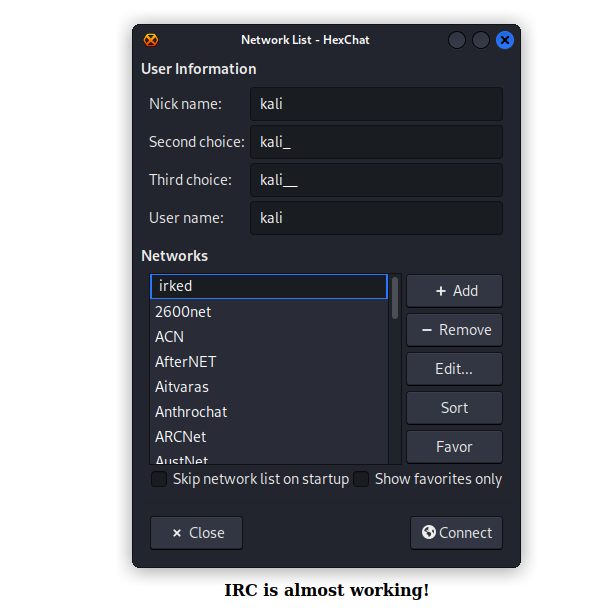 Network List - HexChat
User Information
Nick name: kali
Second choice: kali_
Third choice: kali__
User name: kali
Networks
irked
2600net
ACN
AfterNET
Aitvaras
Anthrochat
ARCNet
AustNet
+ Add
− Remove
Edit...
Sort
Favor
Skip network list on startup Show favorites only
× Close Connect
IRC is almost working!